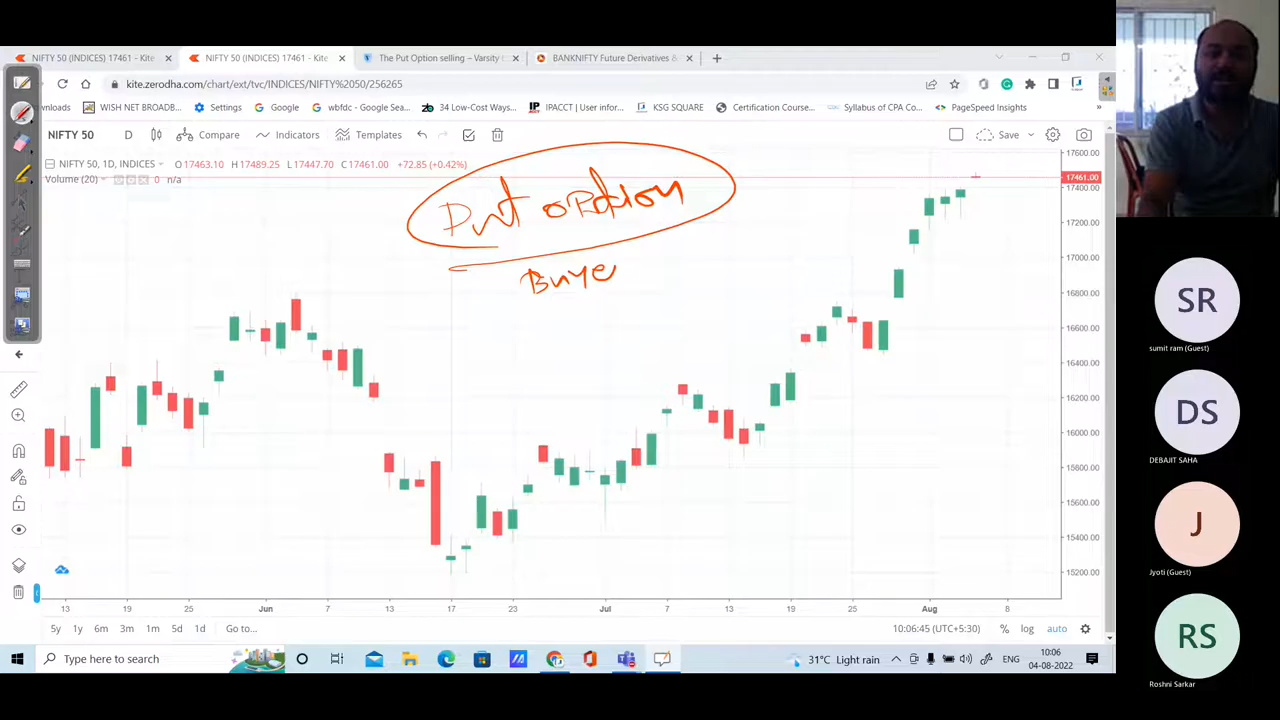 NIFTY 50 (INDICES) 17461 - Kite
NIFTY 50 (INDICES) 17461 - Kite
The Put Option selling – Varsity
BANKNIFTY Future Derivatives &
kite.zerodha.com/chart/ext/tvc/INDICES/NIFTY%2050/256265
ownloads
WISH NET BROADB...
Settings
Google
wbfdc - Google Sea...
34 Low-Cost Ways...
IPACCT | User infor...
KSG SQUARE
Certification Course...
Syllabus of CPA Co...
PageSpeed Insights
»
NIFTY 50 D Compare Indicators Templates Save
NIFTY 50, 1D, INDICES O17463.10 H17489.25 L17447.70 C17461.00 +72.85 (+0.42%)
Volume (20) 0 n/a
Put option
Buye
17600.00
17461.00
17400.00
17200.00
17000.00
16800.00
16600.00
16400.00
16200.00
16000.00
15800.00
15600.00
15400.00
15200.00
13 19 25 Jun 7 13 17 23 Jul 7 13 19 25 Aug 8
5y 1y 6m 3m 1m 5d 1d Go to... 10:06:45 (UTC+5:30) % log auto
Type here to search
31°C Light rain
ENG
10:06
04-08-2022
SR
sumit ram (Guest)
DS
DEBAJIT SAHA
J
Jyoti (Guest)
RS
Roshni Sarkar